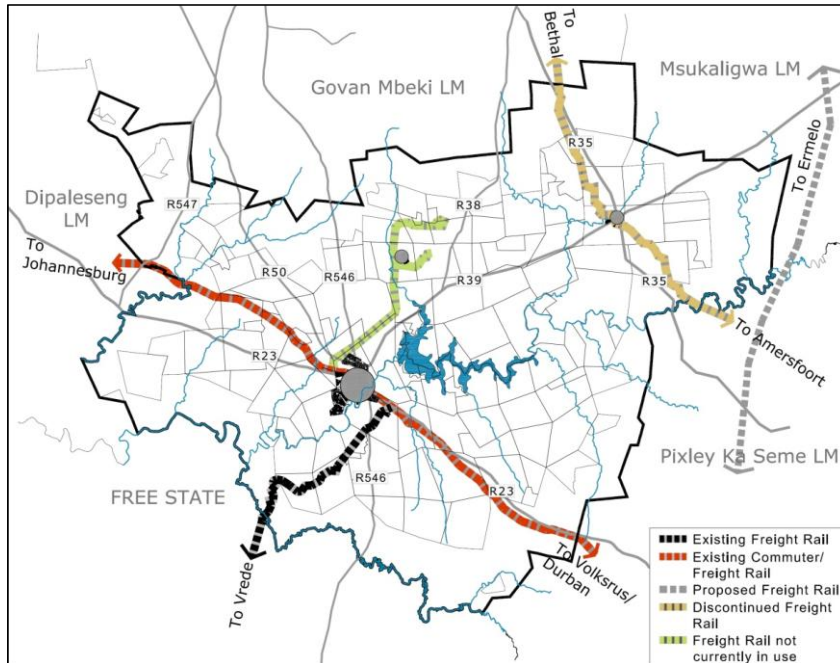 To
Bethal
Msukaligwa LM
Govan Mbeki LM
To Ermelo
R35
Dipaleseng
LM
R547
R38
To
Johannesburg
R50
R546
R39
R35
To Amersfoort
R23
Pixley Ka Seme LM
R546
FREE STATE
R23
To Vrede
To Volksrus/
Durban
Existing Freight Rail
Existing Commuter/
Freight Rail
Proposed Freight Rail
Discontinued Freight
Rail
Freight Rail not
currently in use